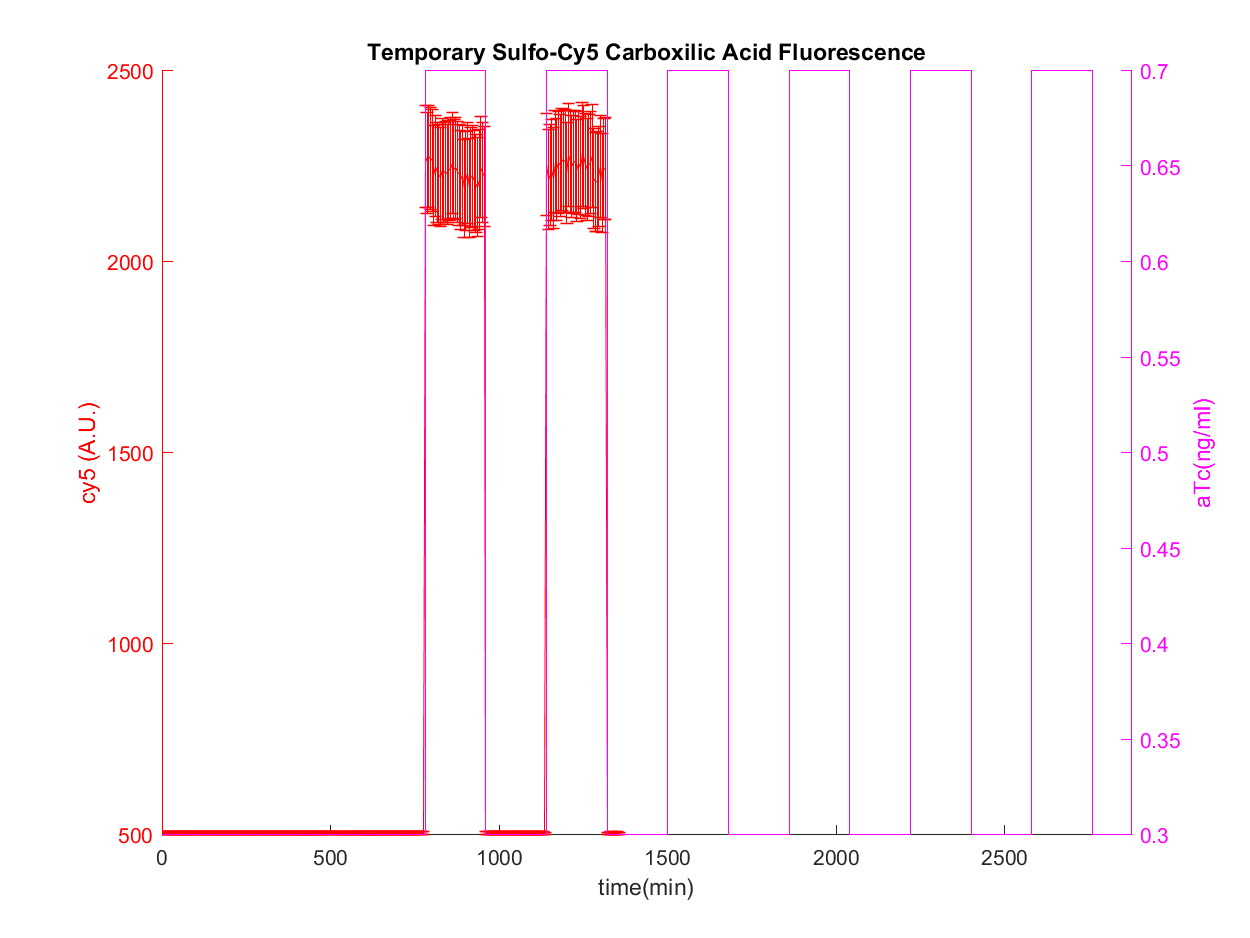 Temporary Sulfo-Cy5 Carboxilic Acid Fluorescence
2500
2000
1500
1000
500
cy5 (A.U.)
0.7
0.65
0.6
0.55
0.5
0.45
0.4
0.35
0.3
aTc(ng/ml)
0 500 1000 1500 2000 2500
time(min)